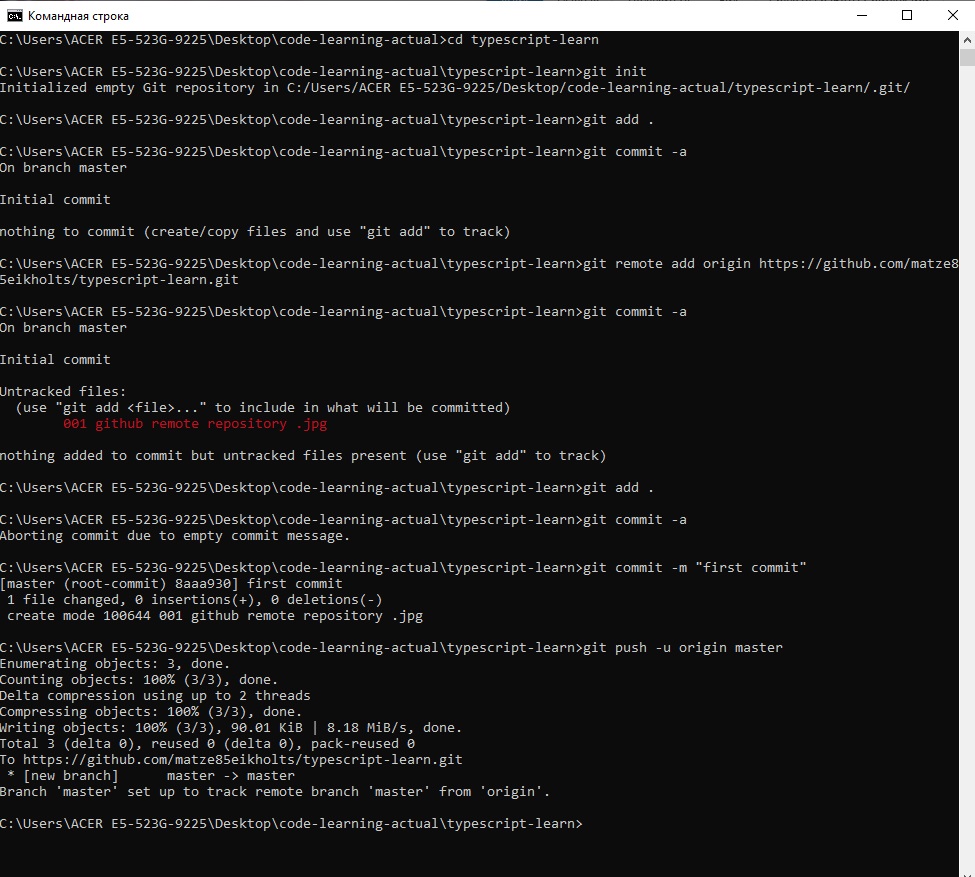 Командная строка
C:\Users\ACER E5-523G-9225\Desktop\code-learning-actual>cd typescript-learn
C:\Users\ACER E5-523G-9225\Desktop\code-learning-actual\typescript-learn>git init
Initialized empty Git repository in C:/Users/ACER E5-523G-9225/Desktop/code-learning-actual/typescript-learn/.git/
C:\Users\ACER E5-523G-9225\Desktop\code-learning-actual\typescript-learn>git add .
C:\Users\ACER E5-523G-9225\Desktop\code-learning-actual\typescript-learn>git commit -a
On branch master
Initial commit
nothing to commit (create/copy files and use "git add" to track)
C:\Users\ACER E5-523G-9225\Desktop\code-learning-actual\typescript-learn>git remote add origin https://github.com/matze8
5eikholts/typescript-learn.git
C:\Users\ACER E5-523G-9225\Desktop\code-learning-actual\typescript-learn>git commit -a
On branch master
Initial commit
Untracked files:
  (use "git add <file>..." to include in what will be committed)
        001 github remote repository .jpg
nothing added to commit but untracked files present (use "git add" to track)
C:\Users\ACER E5-523G-9225\Desktop\code-learning-actual\typescript-learn>git add .
C:\Users\ACER E5-523G-9225\Desktop\code-learning-actual\typescript-learn>git commit -a
Aborting commit due to empty commit message.
C:\Users\ACER E5-523G-9225\Desktop\code-learning-actual\typescript-learn>git commit -m "first commit"
[master (root-commit) 8aaa930] first commit
 1 file changed, 0 insertions(+), 0 deletions(-)
 create mode 100644 001 github remote repository .jpg
C:\Users\ACER E5-523G-9225\Desktop\code-learning-actual\typescript-learn>git push -u origin master
Enumerating objects: 3, done.
Counting objects: 100% (3/3), done.
Delta compression using up to 2 threads
Compressing objects: 100% (3/3), done.
Writing objects: 100% (3/3), 90.01 KiB | 8.18 MiB/s, done.
Total 3 (delta 0), reused 0 (delta 0), pack-reused 0
To https://github.com/matze85eikholts/typescript-learn.git
 * [new branch]      master -> master
Branch 'master' set up to track remote branch 'master' from 'origin'.
C:\Users\ACER E5-523G-9225\Desktop\code-learning-actual\typescript-learn>